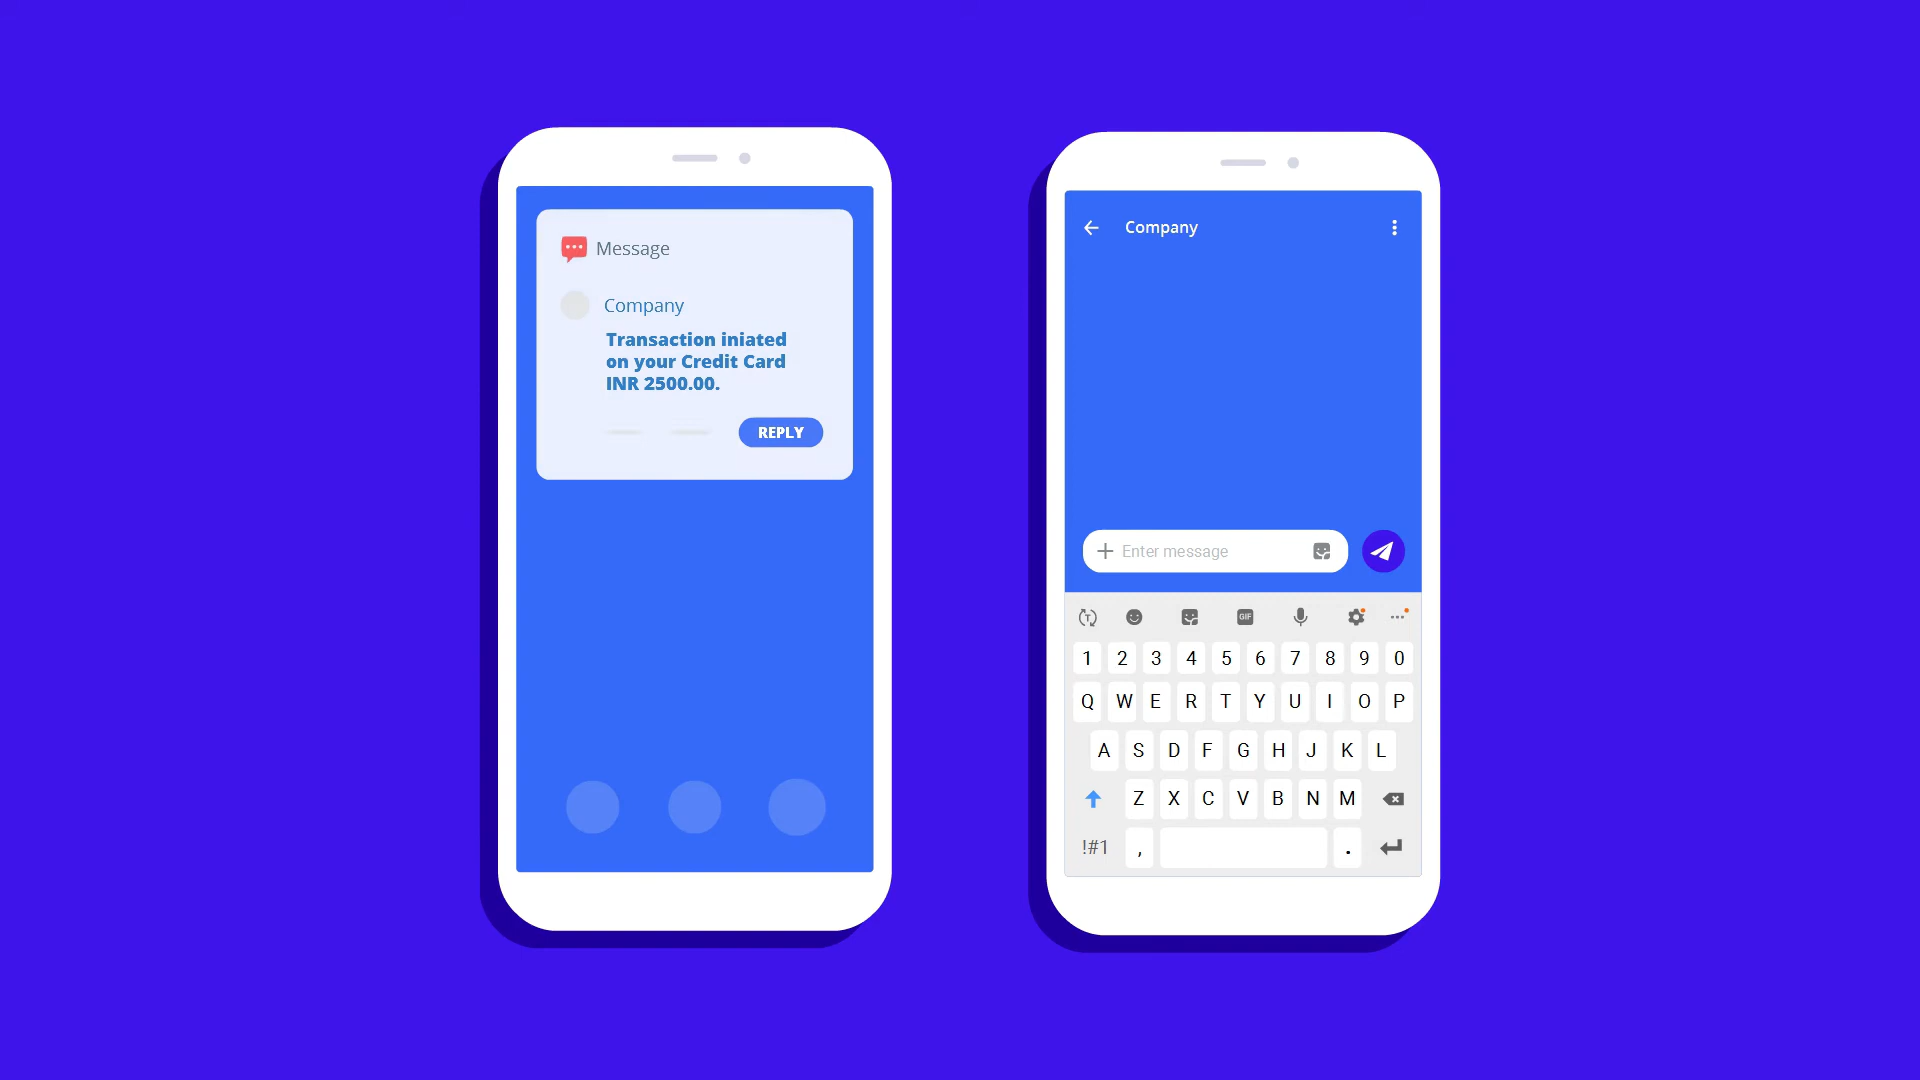 Message
Company
Transaction iniated
on your Credit Card
INR 2500.00.
REPLY
Company
Enter message
GIF
1 2 3 4 5 6 7 8 9 0
Q W E R T Y U I O P
A S D F G H J K L
Z X C V B N M
!#1 , .